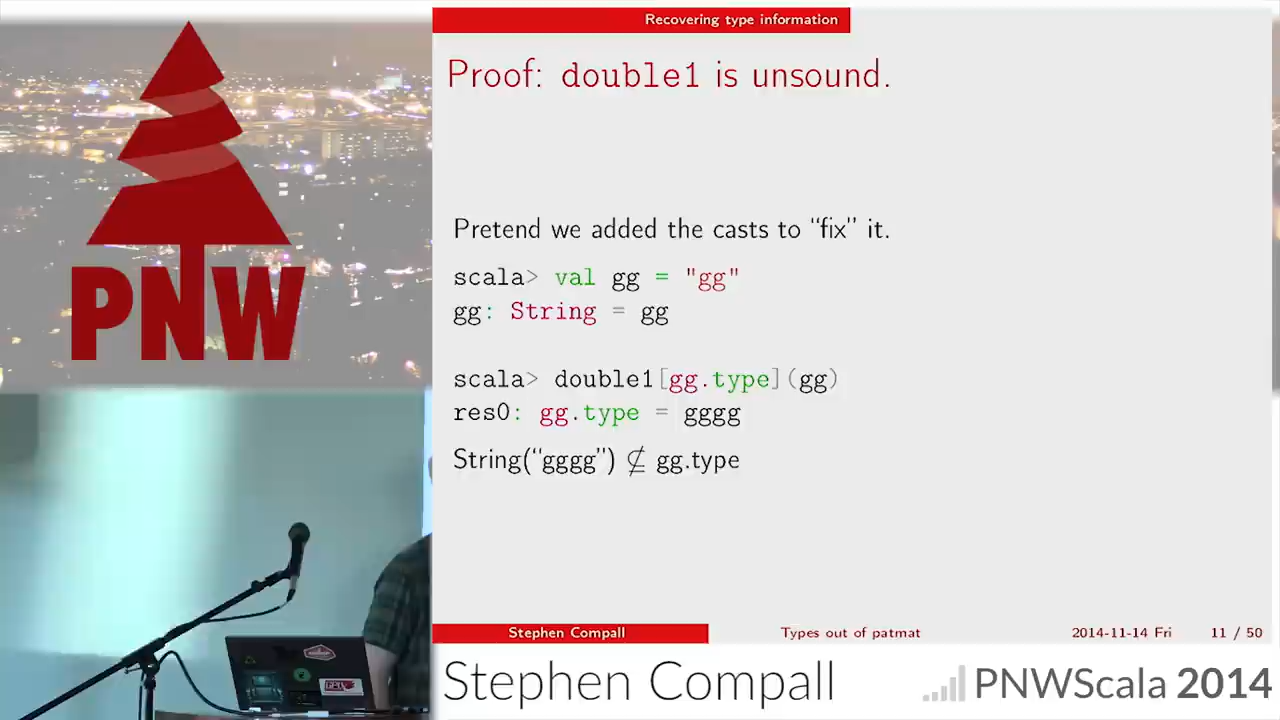 PNW
Recovering type information
Proof: double1 is unsound.
Pretend we added the casts to “fix” it.
scala> val gg = "gg"
gg: String = gg
scala> double1[gg.type](gg)
res0: gg.type = gggg
String(“gggg”) ⊈ gg.type
Stephen Compall
Types out of patmat
2014-11-14 Fri
11 / 50
Stephen Compall
PNWScala 2014